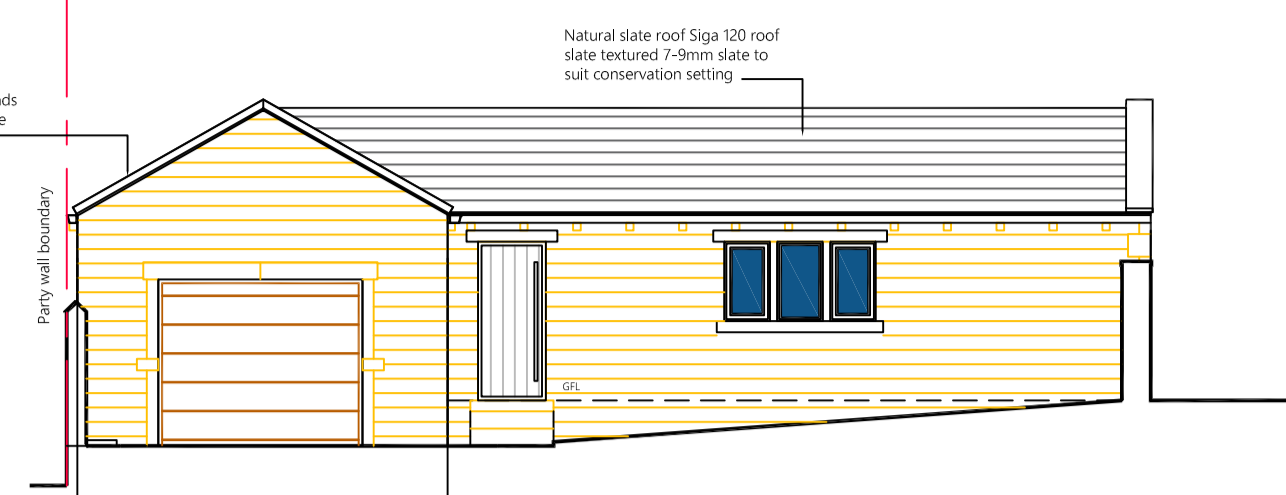 Natural slate roof Siga 120 roof
slate textured 7-9mm slate to
suit conservation setting
Party wall boundary
GFL